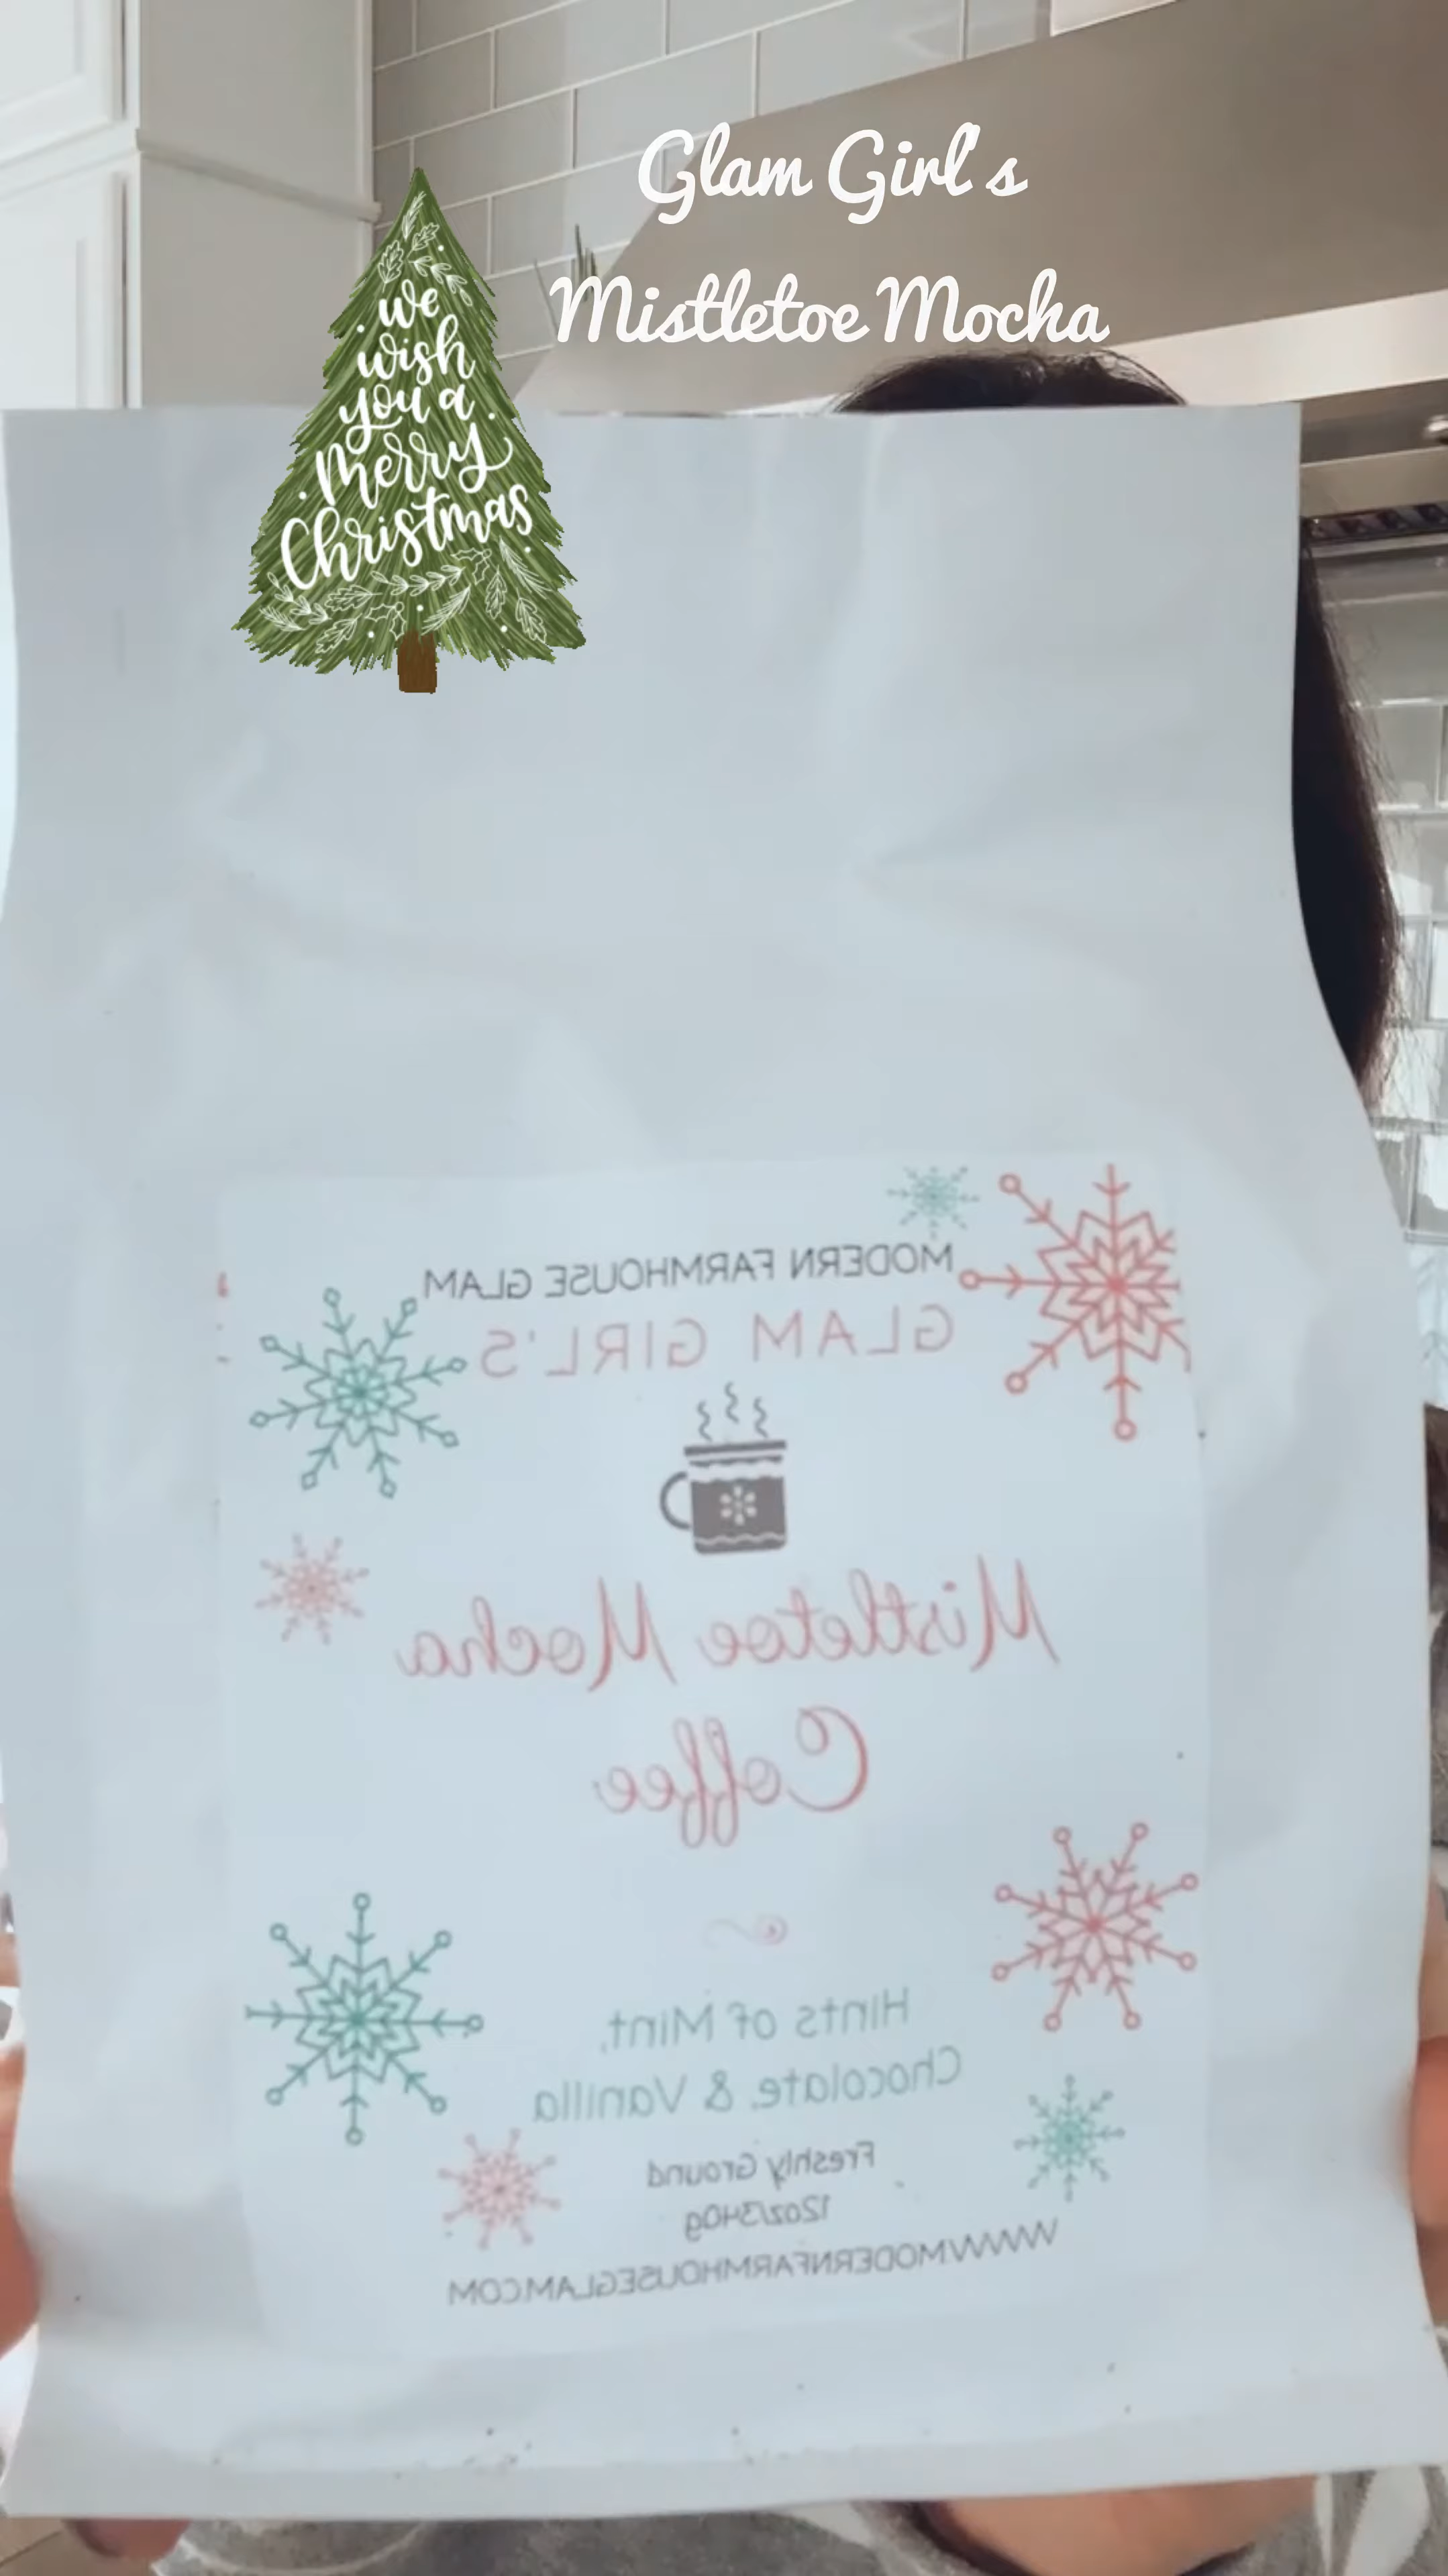 Glam Girl's
Mistletoe Mocha
we
wish
you a
Merry
Christmas
MODERN FARMHOUSE GLAM
GLAM GIRL'S
Mistletoe Mocha
Coffee
Hints of Mint,
Chocolate, & Vanilla
Freshly Ground
12oz/340g
WWW.MODERNFARMHOUSEGLAM.COM